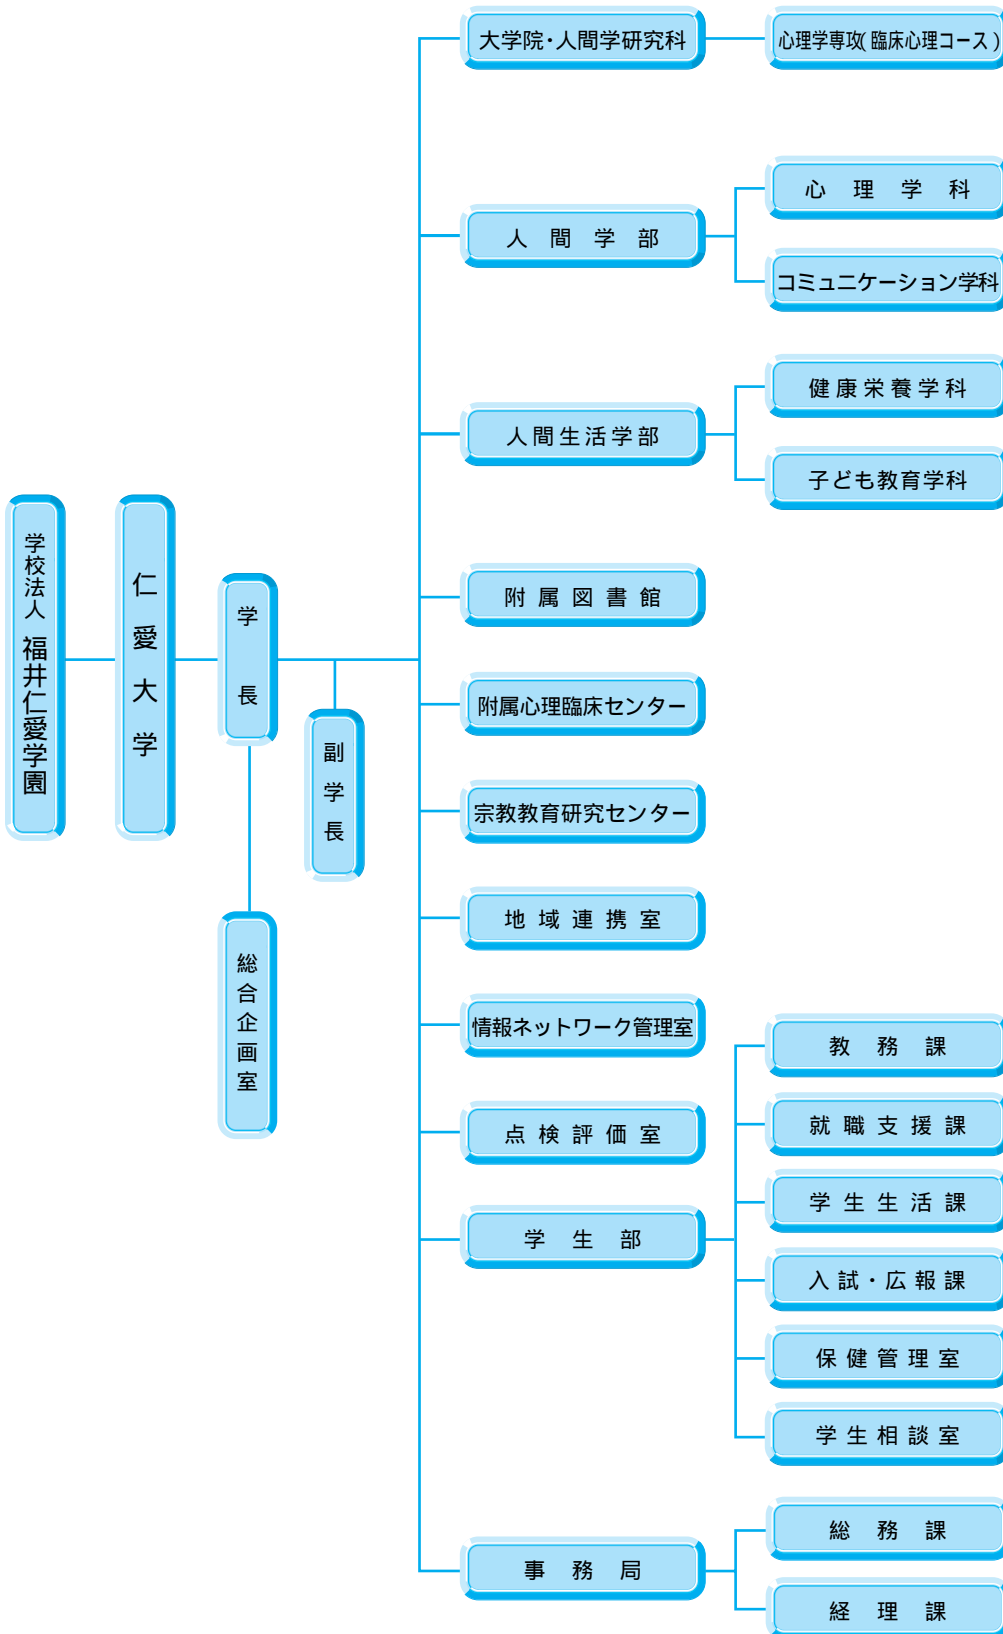 学校法人 福井仁愛学園
仁愛大学
学長
副学長
総合企画室
大学院・人間学研究科
心理学専攻(臨床心理コース)
人間学部
心理学科
コミュニケーション学科
人間生活学部
健康栄養学科
子ども教育学科
附属図書館
附属心理臨床センター
宗教教育研究センター
地域連携室
情報ネットワーク管理室
点検評価室
学生部
教務課
就職支援課
学生生活課
入試・広報課
保健管理室
学生相談室
事務局
総務課
経理課